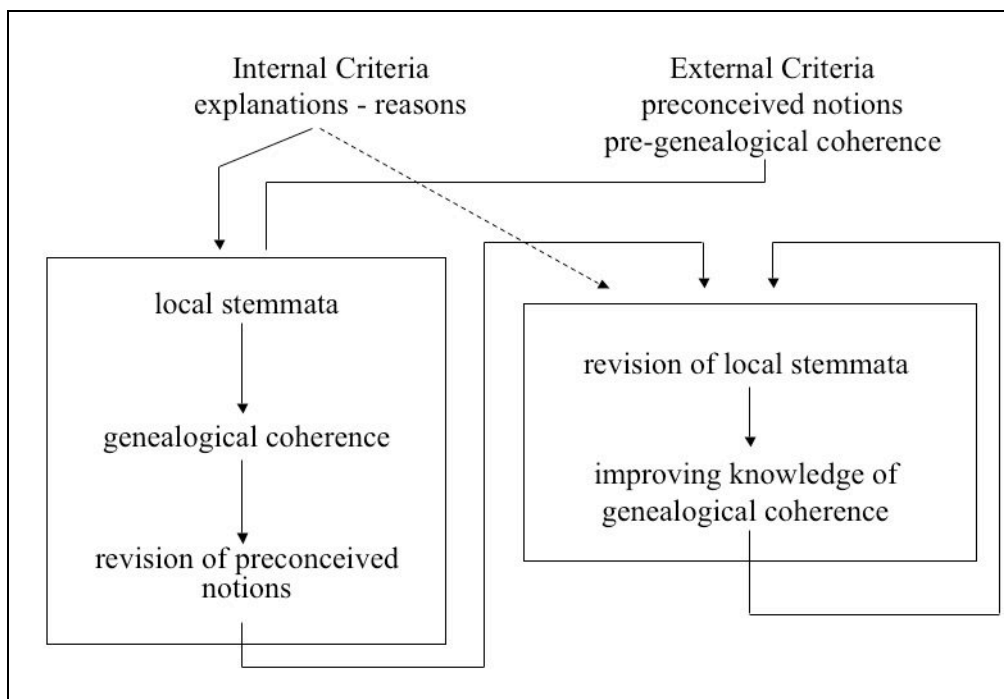 Internal Criteria
explanations - reasons
External Criteria
preconceived notions
pre-genealogical coherence
local stemmata
genealogical coherence
revision of preconceived
notions
revision of local stemmata
improving knowledge of
genealogical coherence